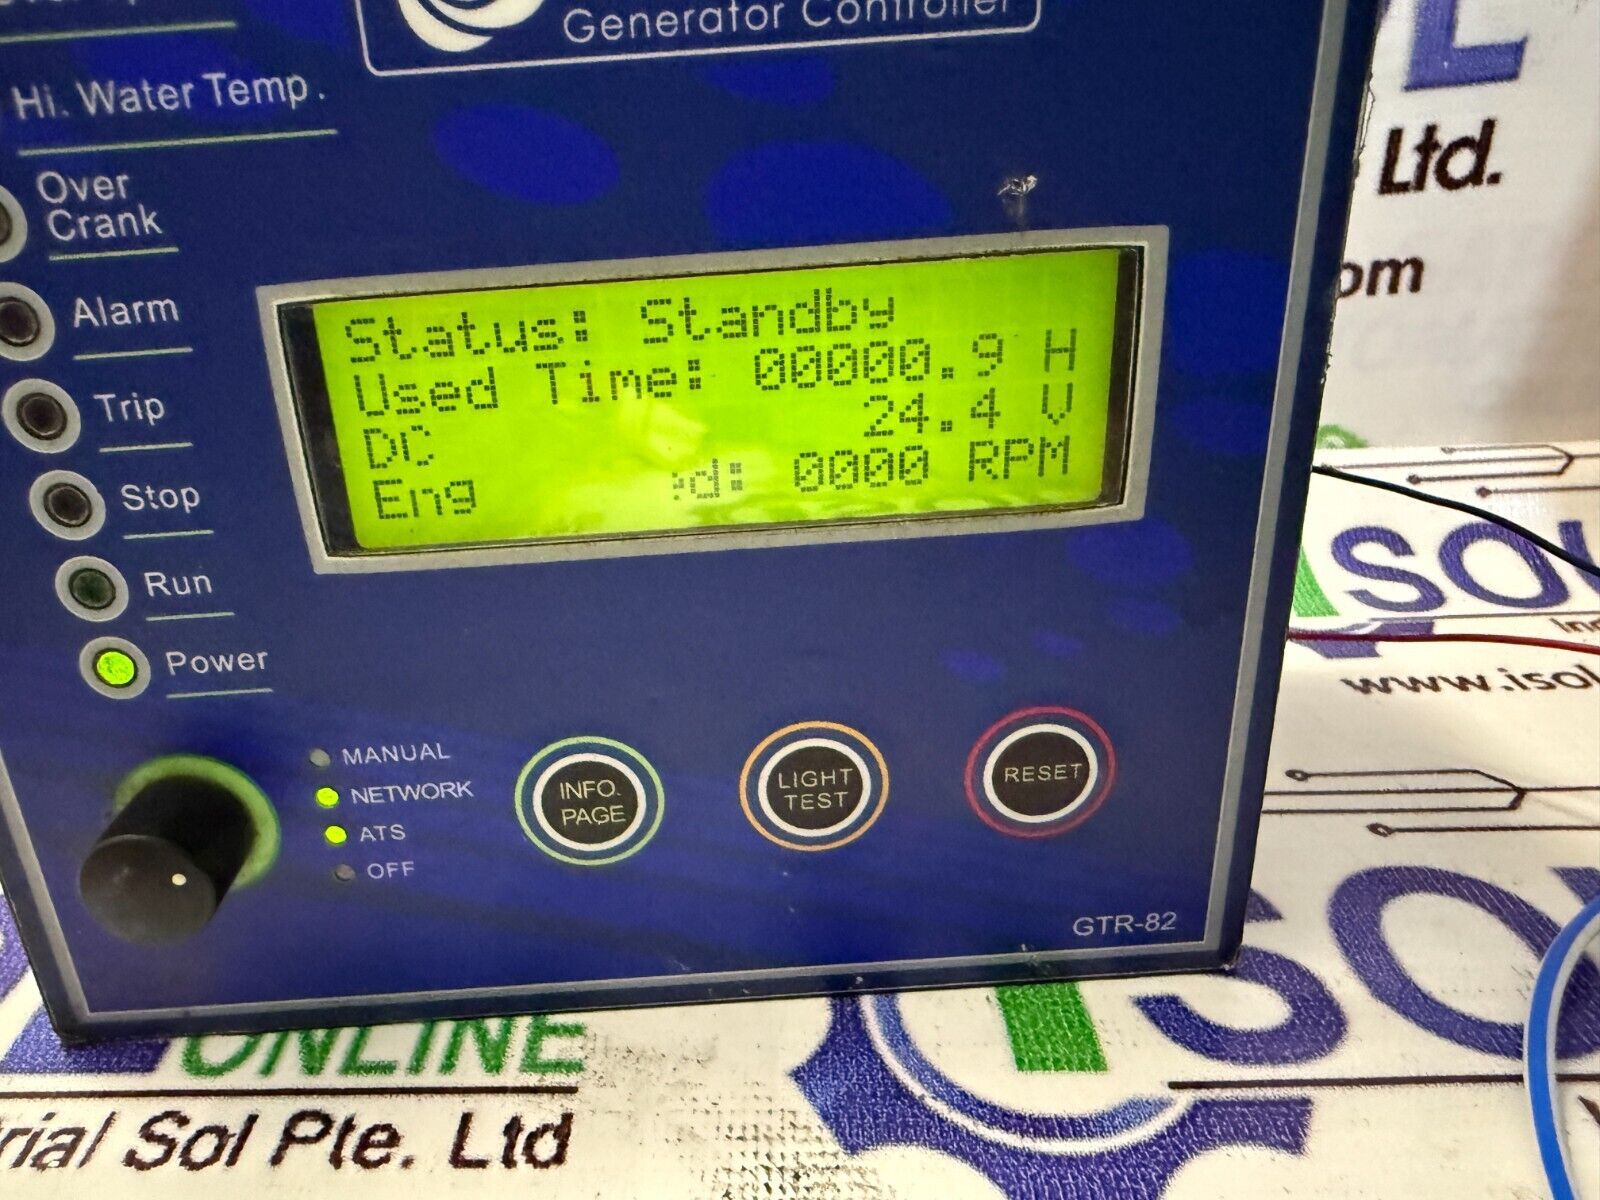 Generator Controller
Hi. Water Temp.
Over
Crank
Alarm
Trip
Stop
Run
Power
Status: Standby
Used Time: 00000.9 H
DC 24.4 V
Eng 0000 RPM
MANUAL
NETWORK
ATS
OFF
INFO.
PAGE
LIGHT
TEST
RESET
GTR-82
Ltd.
om
SOL
www.isol
ONLINE
rial Sol Pte. Ltd